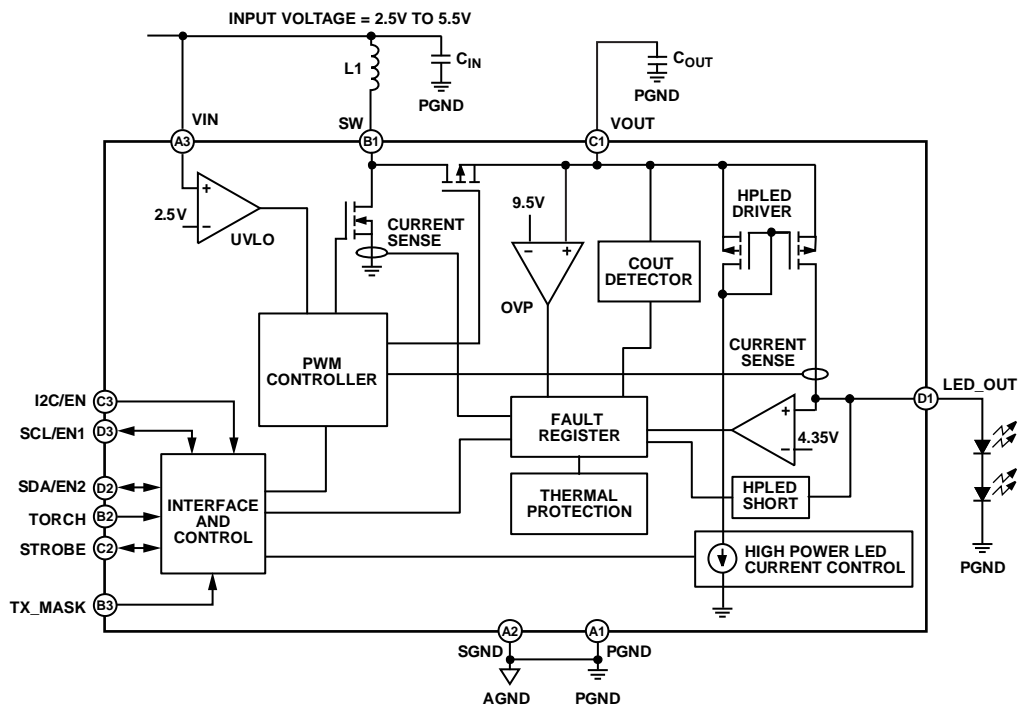 INPUT VOLTAGE = 2.5V TO 5.5V
L1
CIN
PGND
COUT
PGND
VIN
A3
SW
B1
VOUT
C1
2.5V
+
−
UVLO
CURRENT
SENSE
9.5V
−
+
OVP
COUT
DETECTOR
HPLED
DRIVER
PWM
CONTROLLER
CURRENT
SENSE
LED_OUT
D1
I2C/EN
C3
SCL/EN1
D3
SDA/EN2
D2
TORCH
B2
STROBE
C2
TX_MASK
B3
INTERFACE
AND
CONTROL
FAULT
REGISTER
+
−
4.35V
THERMAL
PROTECTION
HPLED
SHORT
HIGH POWER LED
CURRENT CONTROL
PGND
A2
SGND
A1
PGND
AGND
PGND